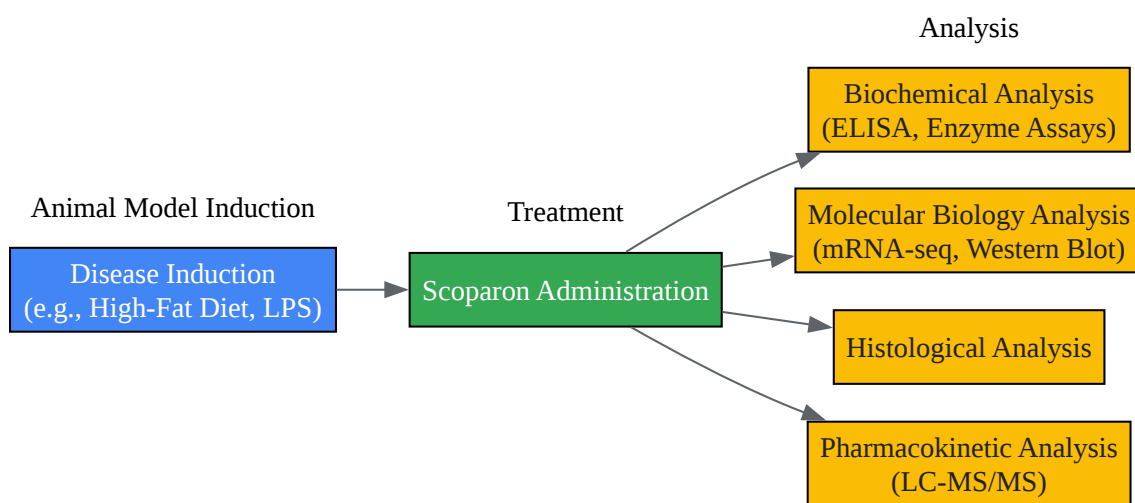 Animal Model Induction
Disease Induction
(e.g., High-Fat Diet, LPS)
Treatment
Scoparon Administration
Analysis
Biochemical Analysis
(ELISA, Enzyme Assays)
Molecular Biology Analysis
(mRNA-seq, Western Blot)
Histological Analysis
Pharmacokinetic Analysis
(LC-MS/MS)